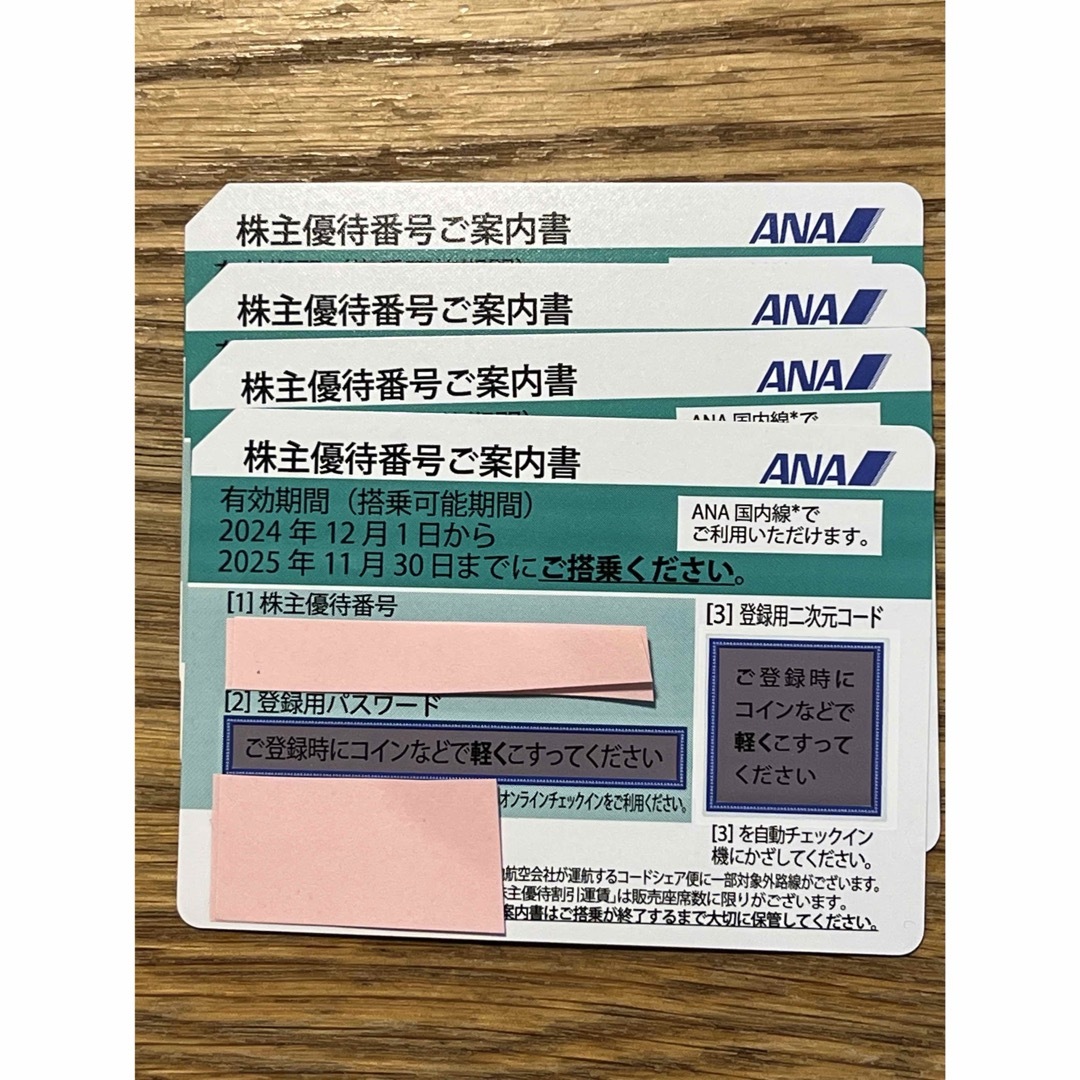 株主優待番号ご案内書
ANA
株主優待番号ご案内書
ANA
株主優待番号ご案内書
ANA
ANA 国内線*で
株主優待番号ご案内書
ANA
有効期間（搭乗可能期間）
2024 年 12 月 1 日から
2025 年 11 月 30 日までにご搭乗ください。
ANA 国内線*で
ご利用いただけます。
[1] 株主優待番号
[2] 登録用パスワード
ご登録時にコインなどで軽くこすってください
オンラインチェックインをご利用ください。
[3] 登録用二次元コード
ご登録時に
コインなどで
軽くこすって
ください
[3] を自動チェックイン
機にかざしてください。
航空会社が運航するコードシェア便に一部対象外路線がございます。
主優待割引運賃」は販売座席数に限りがございます。
案内書はご搭乗が終了するまで大切に保管してください。